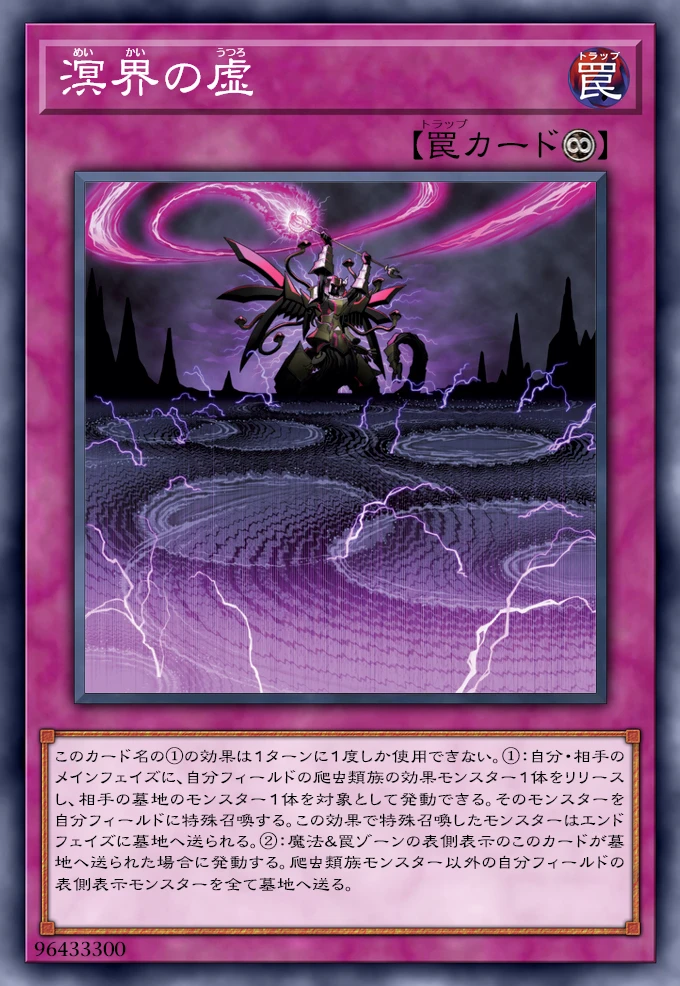 めい かい うつろ
溟界の虚
トラップ
罠
トラップ
【罠カード♾】
このカード名の①の効果は1ターンに1度しか使用できない。①:自分・相手の
メインフェイズに、自分フィールドの爬虫類族の効果モンスター1体をリリース
し、相手の墓地のモンスター1体を対象として発動できる。そのモンスターを
自分フィールドに特殊召喚する。この効果で特殊召喚したモンスターはエンド
フェイズに墓地へ送られる。②:魔法&罠ゾーンの表側表示のこのカードが墓
地へ送られた場合に発動する。爬虫類族モンスター以外の自分フィールドの
表側表示モンスターを全て墓地へ送る。
96433300